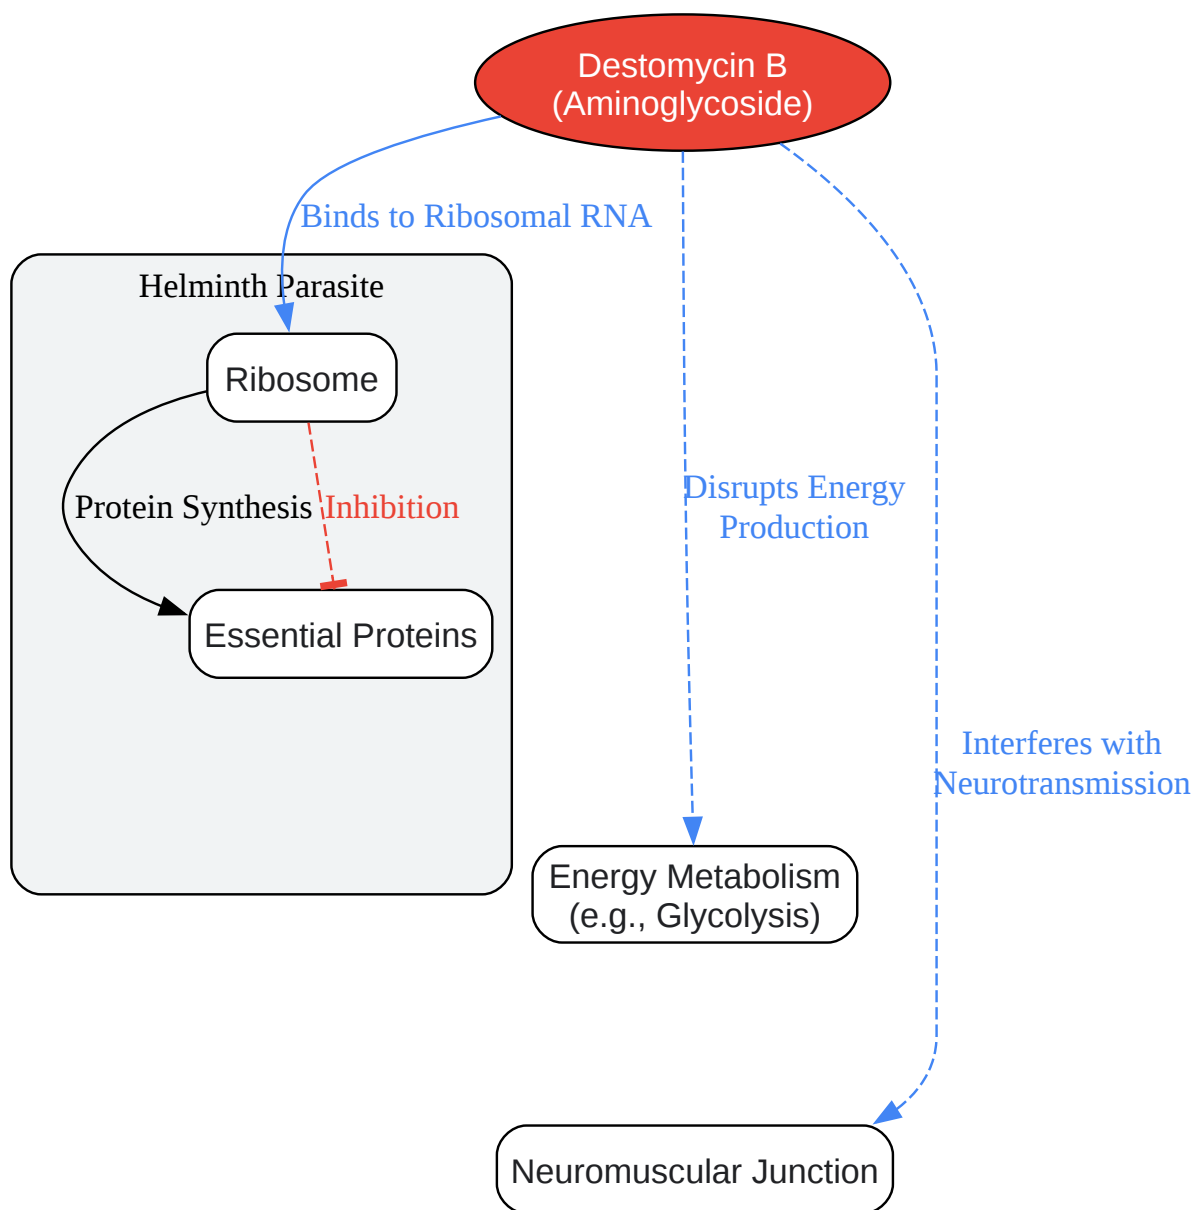 Destomycin B
(Aminoglycoside)
Binds to Ribosomal RNA
Helminth Parasite
Ribosome
Protein Synthesis
Inhibition
Disrupts Energy
Production
Essential Proteins
Interferes with
Neurotransmission
Energy Metabolism
(e.g., Glycolysis)
Neuromuscular Junction